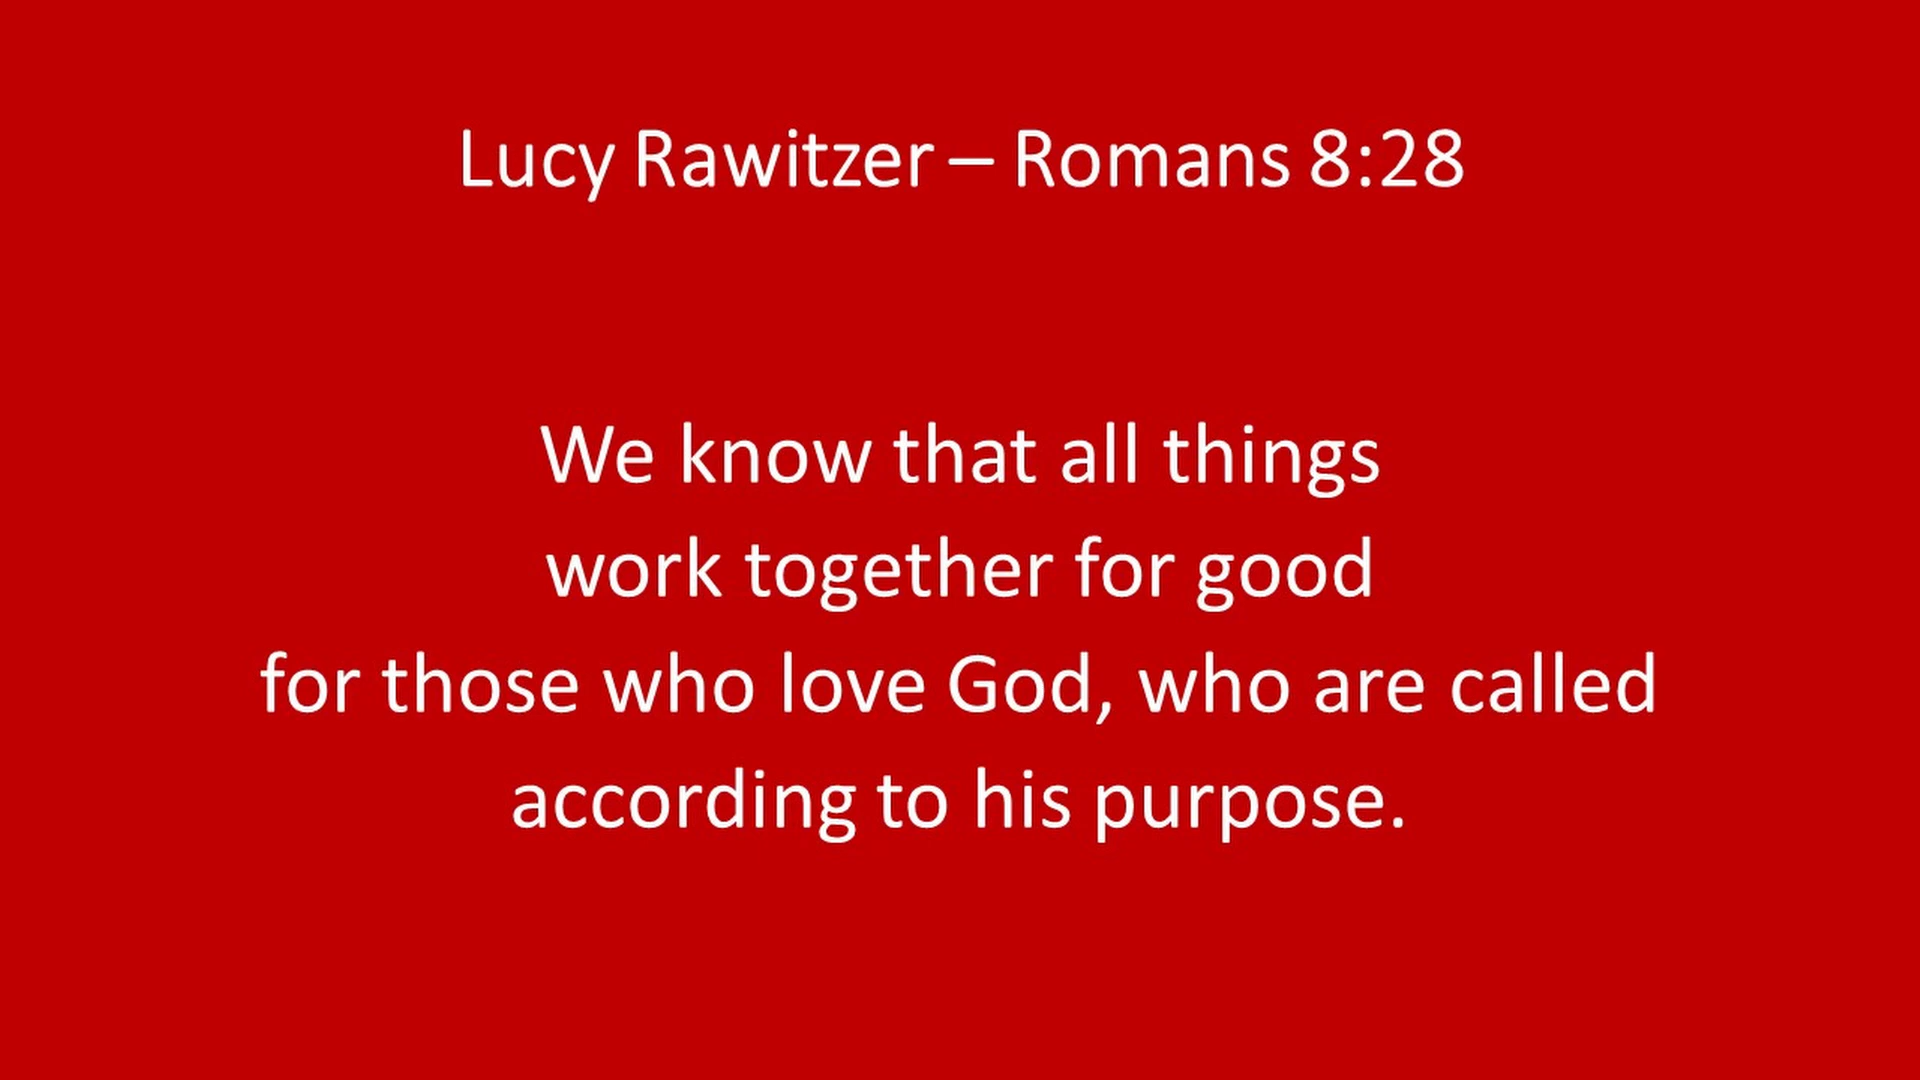 Lucy Rawitzer – Romans 8:28
We know that all things
work together for good
for those who love God, who are called
according to his purpose.